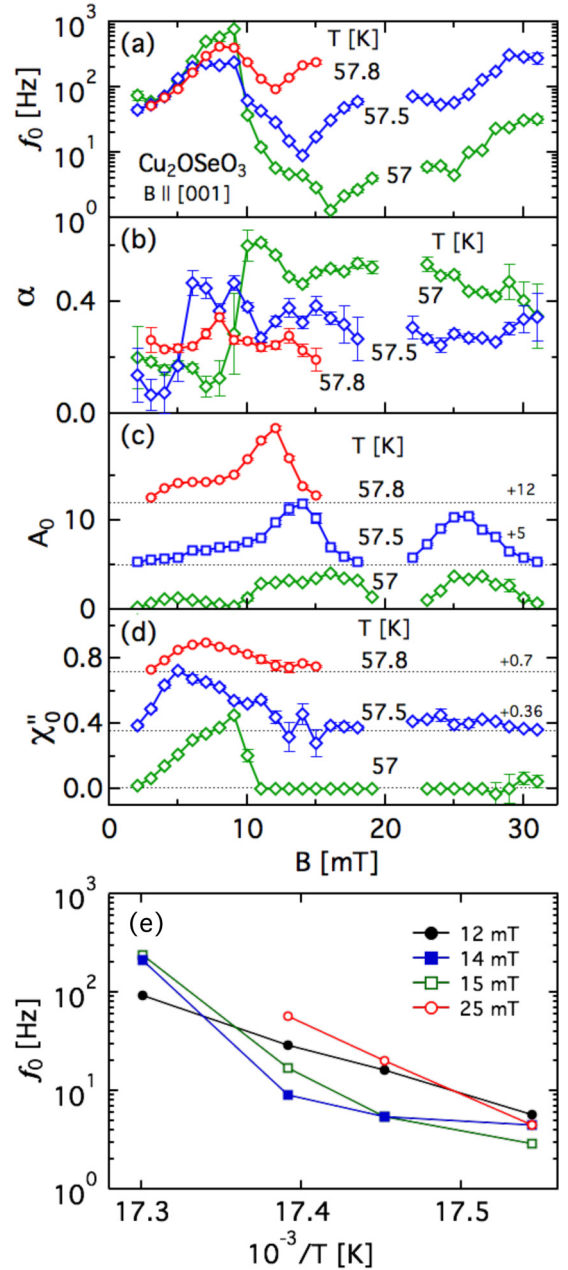 (a)
T [K]
57.8
57.5
57
Cu₂OSeO₃
B || [001]
f₀ [Hz]
10³
10²
10¹
10⁰
(b)
T [K]
57
57.5
57.8
α
0.4
0.0
(c)
T [K]
57.8
+12
57.5
+5
57
A₀
10
0
(d)
T [K]
57.8
+0.7
57.5
+0.36
57
χ₀''
0.8
0.4
0.0
0 10 20 30
B [mT]
(e)
12 mT
14 mT
15 mT
25 mT
f₀ [Hz]
10³
10²
10¹
10⁰
17.3 17.4 17.5
10⁻³/T [K]